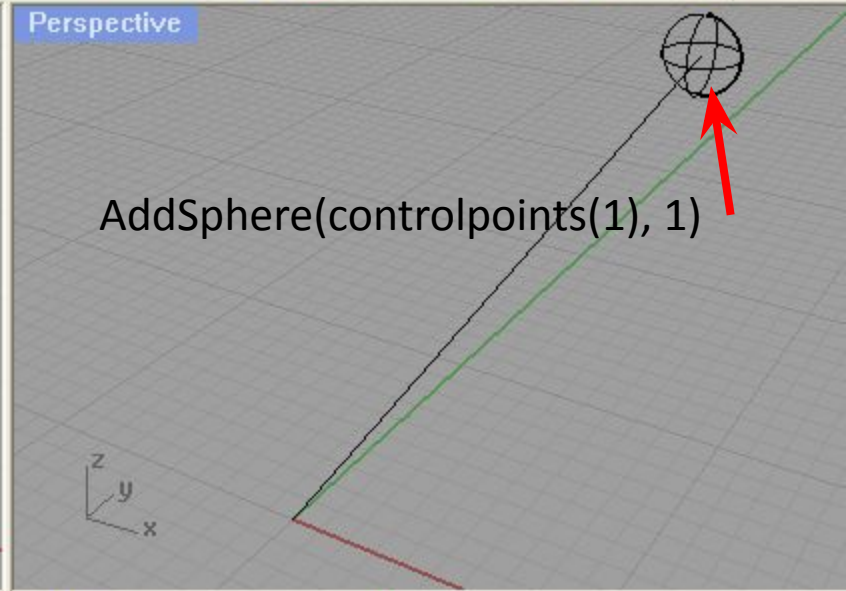 Perspective
AddSphere(controlpoints(1), 1)
z
y
x